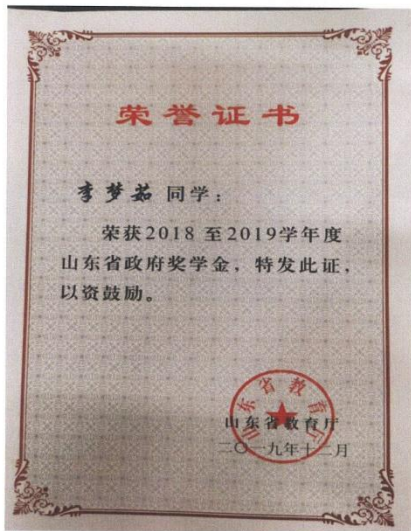 荣誉证书
李梦茹 同学：
荣获2018 至2019学年度
山东省政府奖学金，特发此证，
以资鼓励。
山东省教育厅
山东省教育厅
二〇一九年十二月